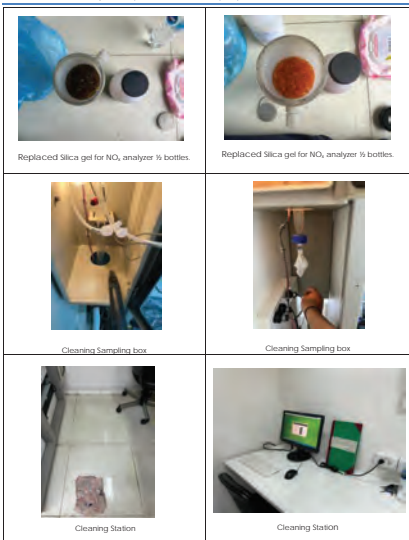 Replaced Silica gel for NOₓ analyzer ½ bottles.
Replaced Silica gel for NOₓ analyzer ½ bottles.
Cleaning Sampling box
Cleaning Sampling box
Cleaning Station
Cleaning Station